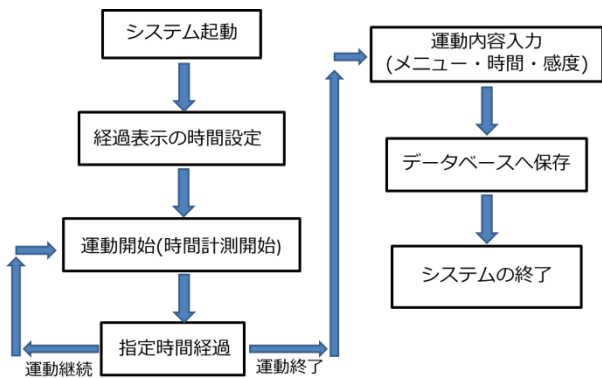 システム起動
経過表示の時間設定
運動開始(時間計測開始)
指定時間経過
運動継続
運動終了
運動内容入力
(メニュー・時間・感度)
データベースへ保存
システムの終了